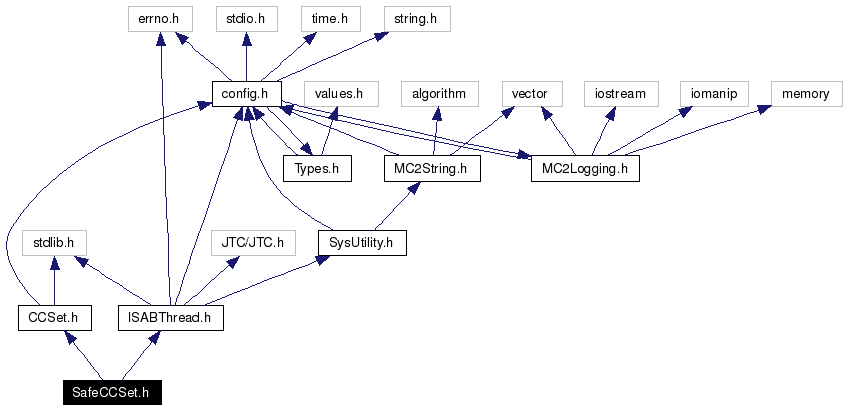 errno.h
stdio.h
time.h
string.h
config.h
values.h
algorithm
vector
iostream
iomanip
memory
Types.h
MC2String.h
MC2Logging.h
stdlib.h
JTC/JTC.h
SysUtility.h
CCSet.h
ISABThread.h
SafeCCSet.h